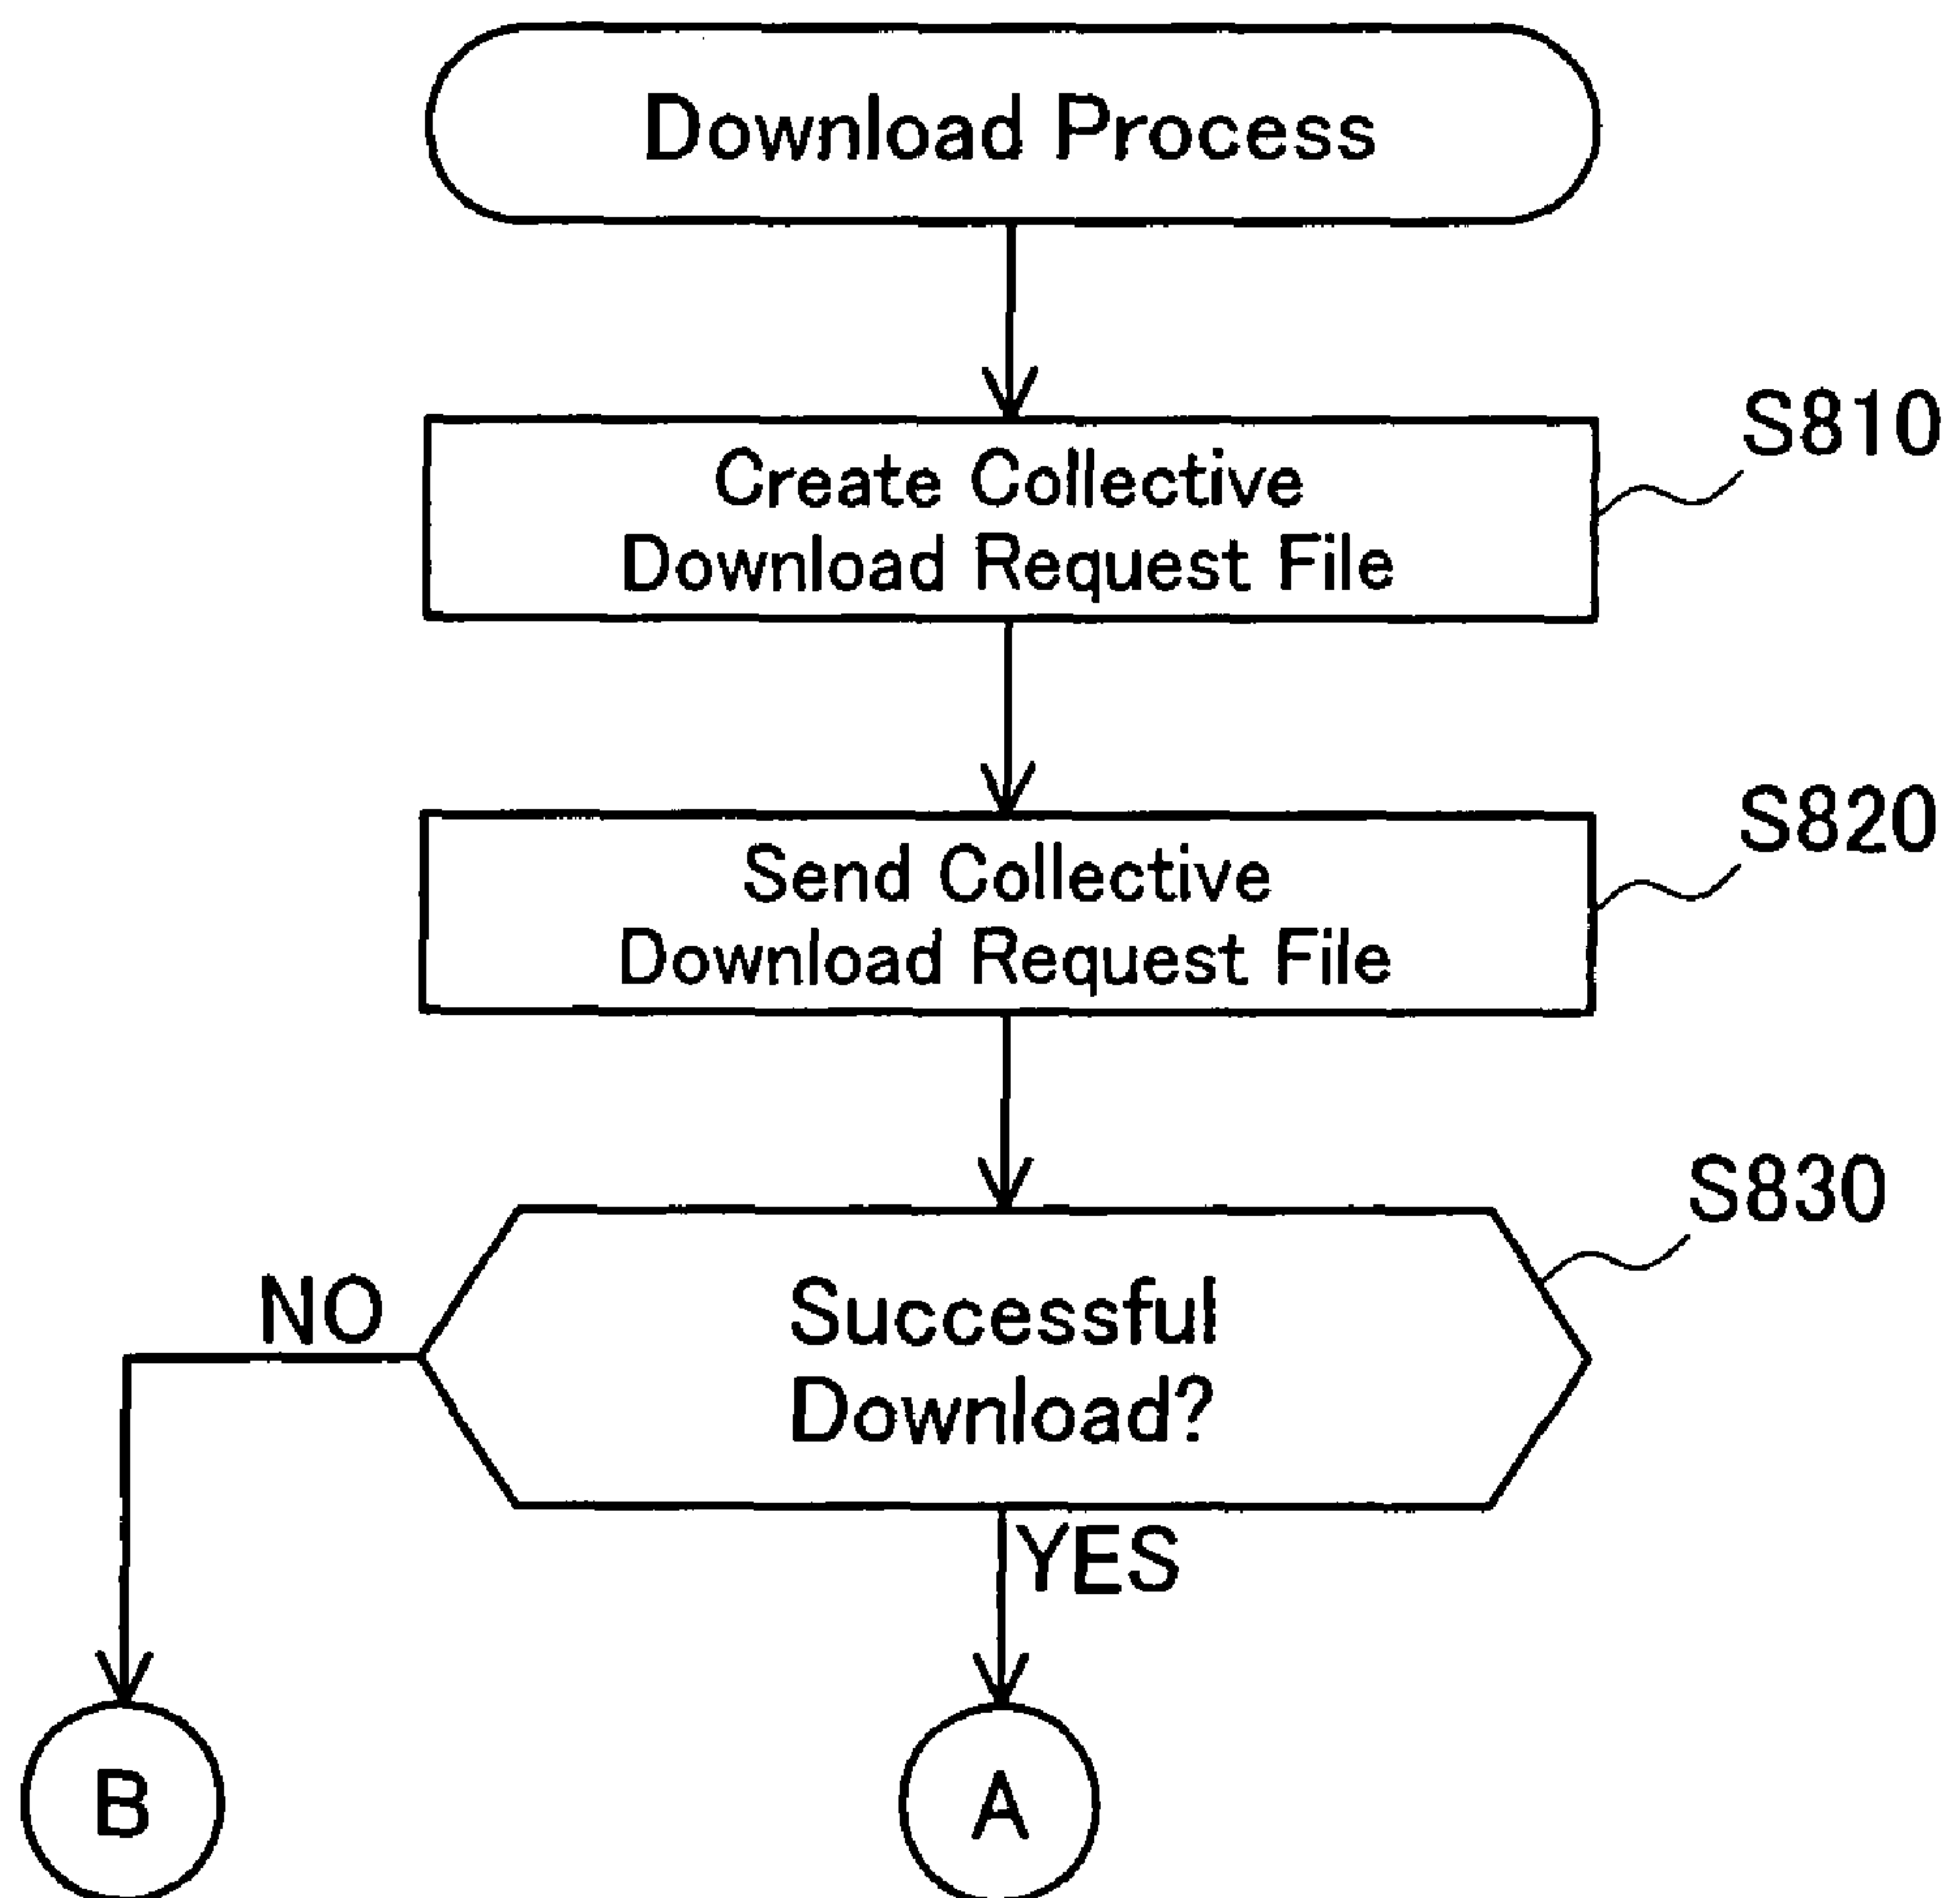 Download Process
S810
Create Collective
Download Request File
S820
Send Collective
Download Request File
S830
NO
Successful
Download?
YES
B
A